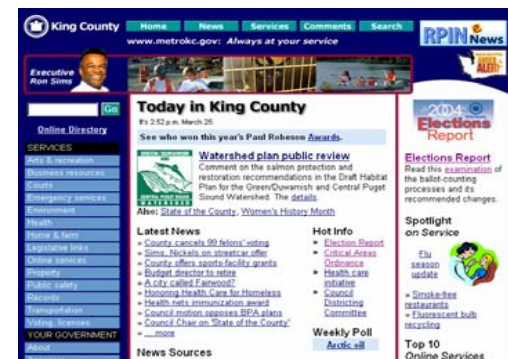 King County
Home News Services Comments Search
www.metrokc.gov: Always at your service
RPIN
News
ALERT
Executive
Ron Sims
Go
Online Directory
SERVICES
Arts & recreation
Business resources
Courts
Emergency services
Environment
Health
Home & farm
Legislative links
Online services
Property
Public safety
Records
Transportation
Voting, licenses
YOUR GOVERNMENT
About
Today in King County
It's 2:52 p.m. March 25
See who won this year's Paul Robeson Awards.
GREEN/DUWAMISH
AND
CENTRAL PUGET SOUND
WATERSHED
Watershed plan public review
Comment on the salmon protection and
restoration recommendations in the Draft Habitat
Plan for the Green/Duwamish and Central Puget
Sound Watershed. The details.
Also: State of the County, Women's History Month
Latest News
» County cancels 99 felons' voting
» Sims, Nickels on streetcar offer
» County offers sports-facility grants
» Budget director to retire
» A city called Fairwood?
» Honoring Health Care for Homeless
» Health nets immunization award
» Council motion opposes BPA plans
» Council Chair on 'State of the County'
» ... more
News Sources
Hot Info
» Election Report
» Critical Areas
Ordinance
» Health care
initiative
» Council
Districting
Committee
Weekly Poll
Arctic oil
2004
Elections
Report
Elections Report
Read this examination of
the ballot-counting
processes and its
recommended changes.
Spotlight
on Service
Flu
season
update
» Smoke-free
restaurants
» Fluorescent bulb
recycling
Top 10
Online Services